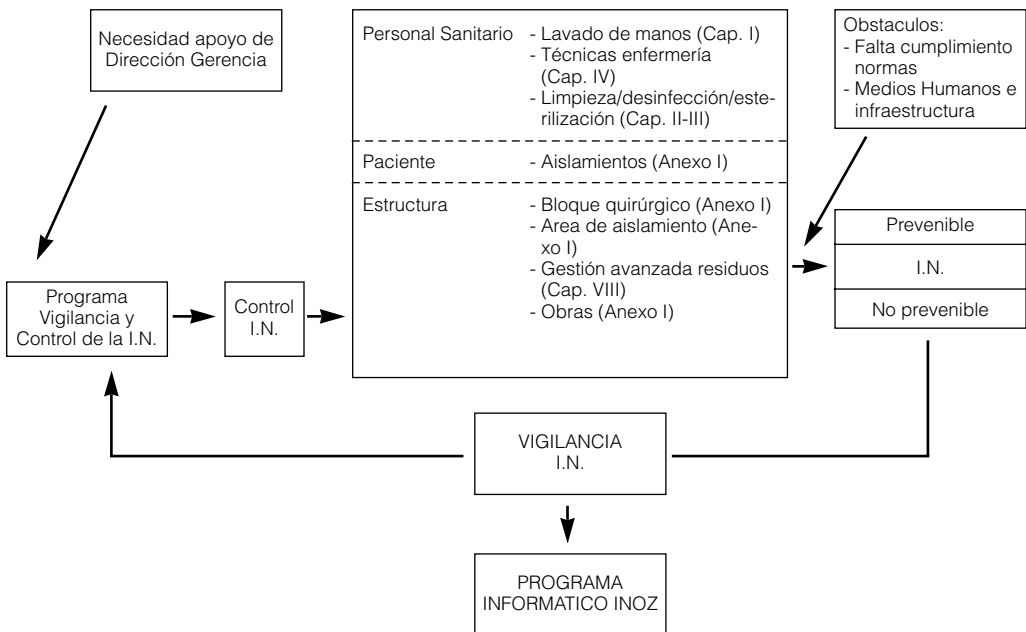 Necesidad apoyo de
Dirección Gerencia
Personal Sanitario - Lavado de manos (Cap. I)
- Técnicas enfermería
(Cap. IV)
- Limpieza/desinfección/este-
rilización (Cap. II-III)
Paciente - Aislamientos (Anexo I)
Estructura - Bloque quirúrgico (Anexo I)
- Area de aislamiento (Ane-
xo I)
- Gestión avanzada residuos
(Cap. VIII)
- Obras (Anexo I)
Obstaculos:
- Falta cumplimiento
normas
- Medios Humanos e
infraestructura
Programa
Vigilancia y
Control de la I.N.
Control
I.N.
Prevenible
I.N.
No prevenible
VIGILANCIA
I.N.
PROGRAMA
INFORMATICO INOZ